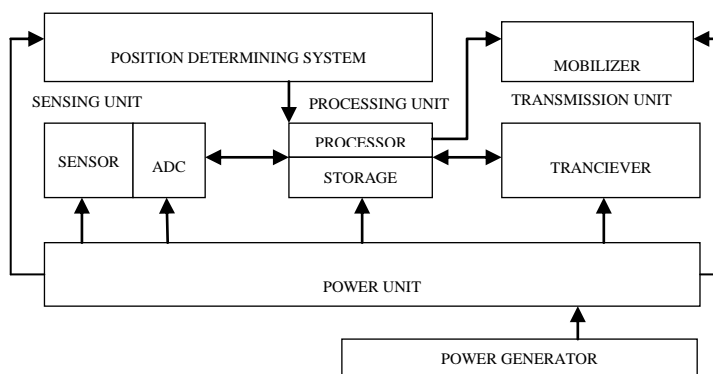 POSITION DETERMINING SYSTEM
MOBILIZER
SENSING UNIT
PROCESSING UNIT
TRANSMISSION UNIT
SENSOR
ADC
PROCESSOR
STORAGE
TRANCIEVER
POWER UNIT
POWER GENERATOR